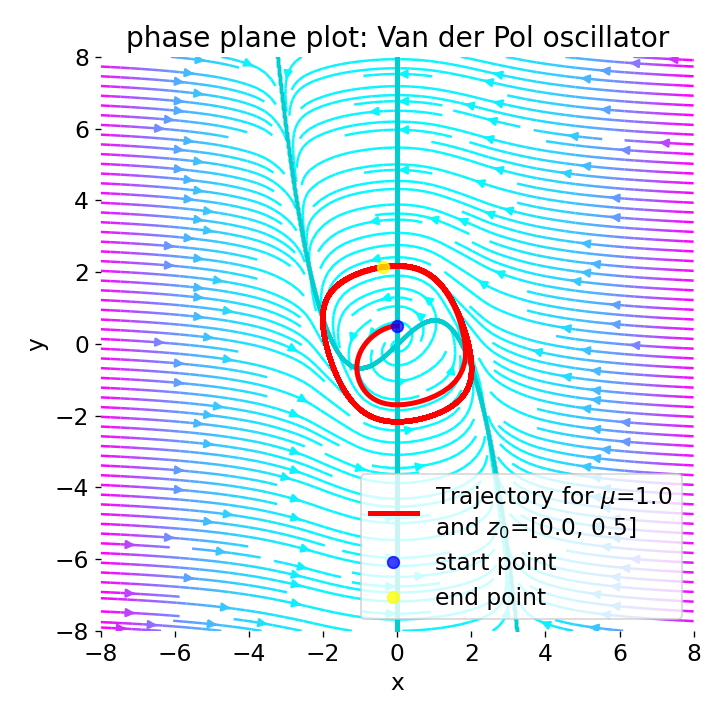 phase plane plot: Van der Pol oscillator
8
6
4
2
0
−2
−4
−6
−8
y
Trajectory for μ=1.0
and z₀=[0.0, 0.5]
start point
end point
−8 −6 −4 −2 0 2 4 6 8
x